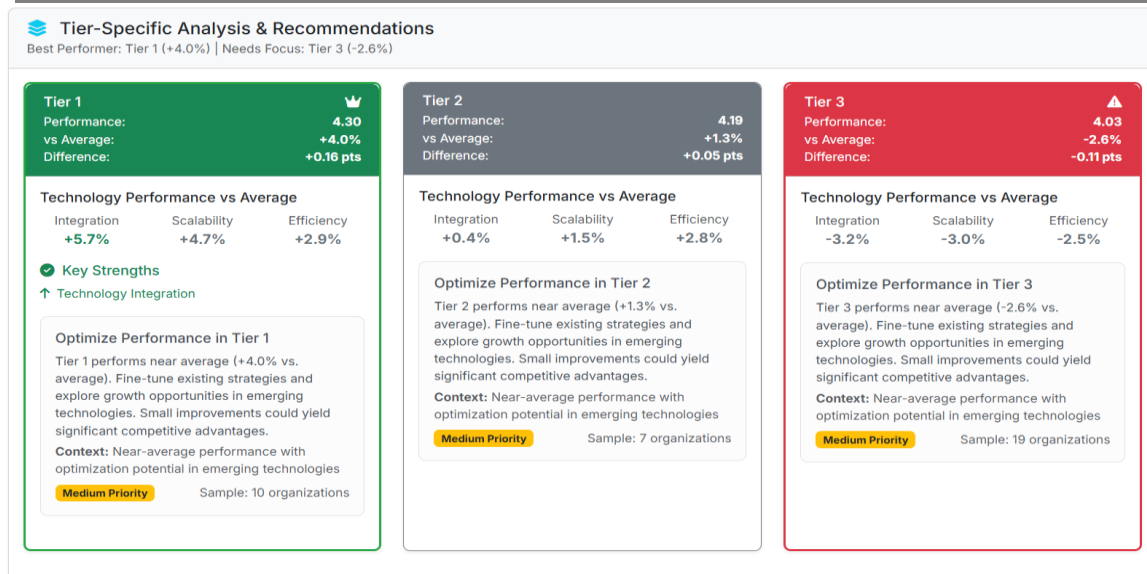 Tier-Specific Analysis & Recommendations
Best Performer: Tier 1 (+4.0%) | Needs Focus: Tier 3 (-2.6%)
Tier 1
Performance: 4.30
vs Average: +4.0%
Difference: +0.16 pts
Technology Performance vs Average
Integration Scalability Efficiency
+5.7% +4.7% +2.9%
Key Strengths
↑ Technology Integration
Optimize Performance in Tier 1
Tier 1 performs near average (+4.0% vs.
average). Fine-tune existing strategies and
explore growth opportunities in emerging
technologies. Small improvements could yield
significant competitive advantages.
Context: Near-average performance with
optimization potential in emerging technologies
Medium Priority Sample: 10 organizations
Tier 2
Performance: 4.19
vs Average: +1.3%
Difference: +0.05 pts
Technology Performance vs Average
Integration Scalability Efficiency
+0.4% +1.5% +2.8%
Optimize Performance in Tier 2
Tier 2 performs near average (+1.3% vs.
average). Fine-tune existing strategies and
explore growth opportunities in emerging
technologies. Small improvements could yield
significant competitive advantages.
Context: Near-average performance with
optimization potential in emerging technologies
Medium Priority Sample: 7 organizations
Tier 3
Performance: 4.03
vs Average: -2.6%
Difference: -0.11 pts
Technology Performance vs Average
Integration Scalability Efficiency
-3.2% -3.0% -2.5%
Optimize Performance in Tier 3
Tier 3 performs near average (-2.6% vs.
average). Fine-tune existing strategies and
explore growth opportunities in emerging
technologies. Small improvements could yield
significant competitive advantages.
Context: Near-average performance with
optimization potential in emerging technologies
Medium Priority Sample: 19 organizations